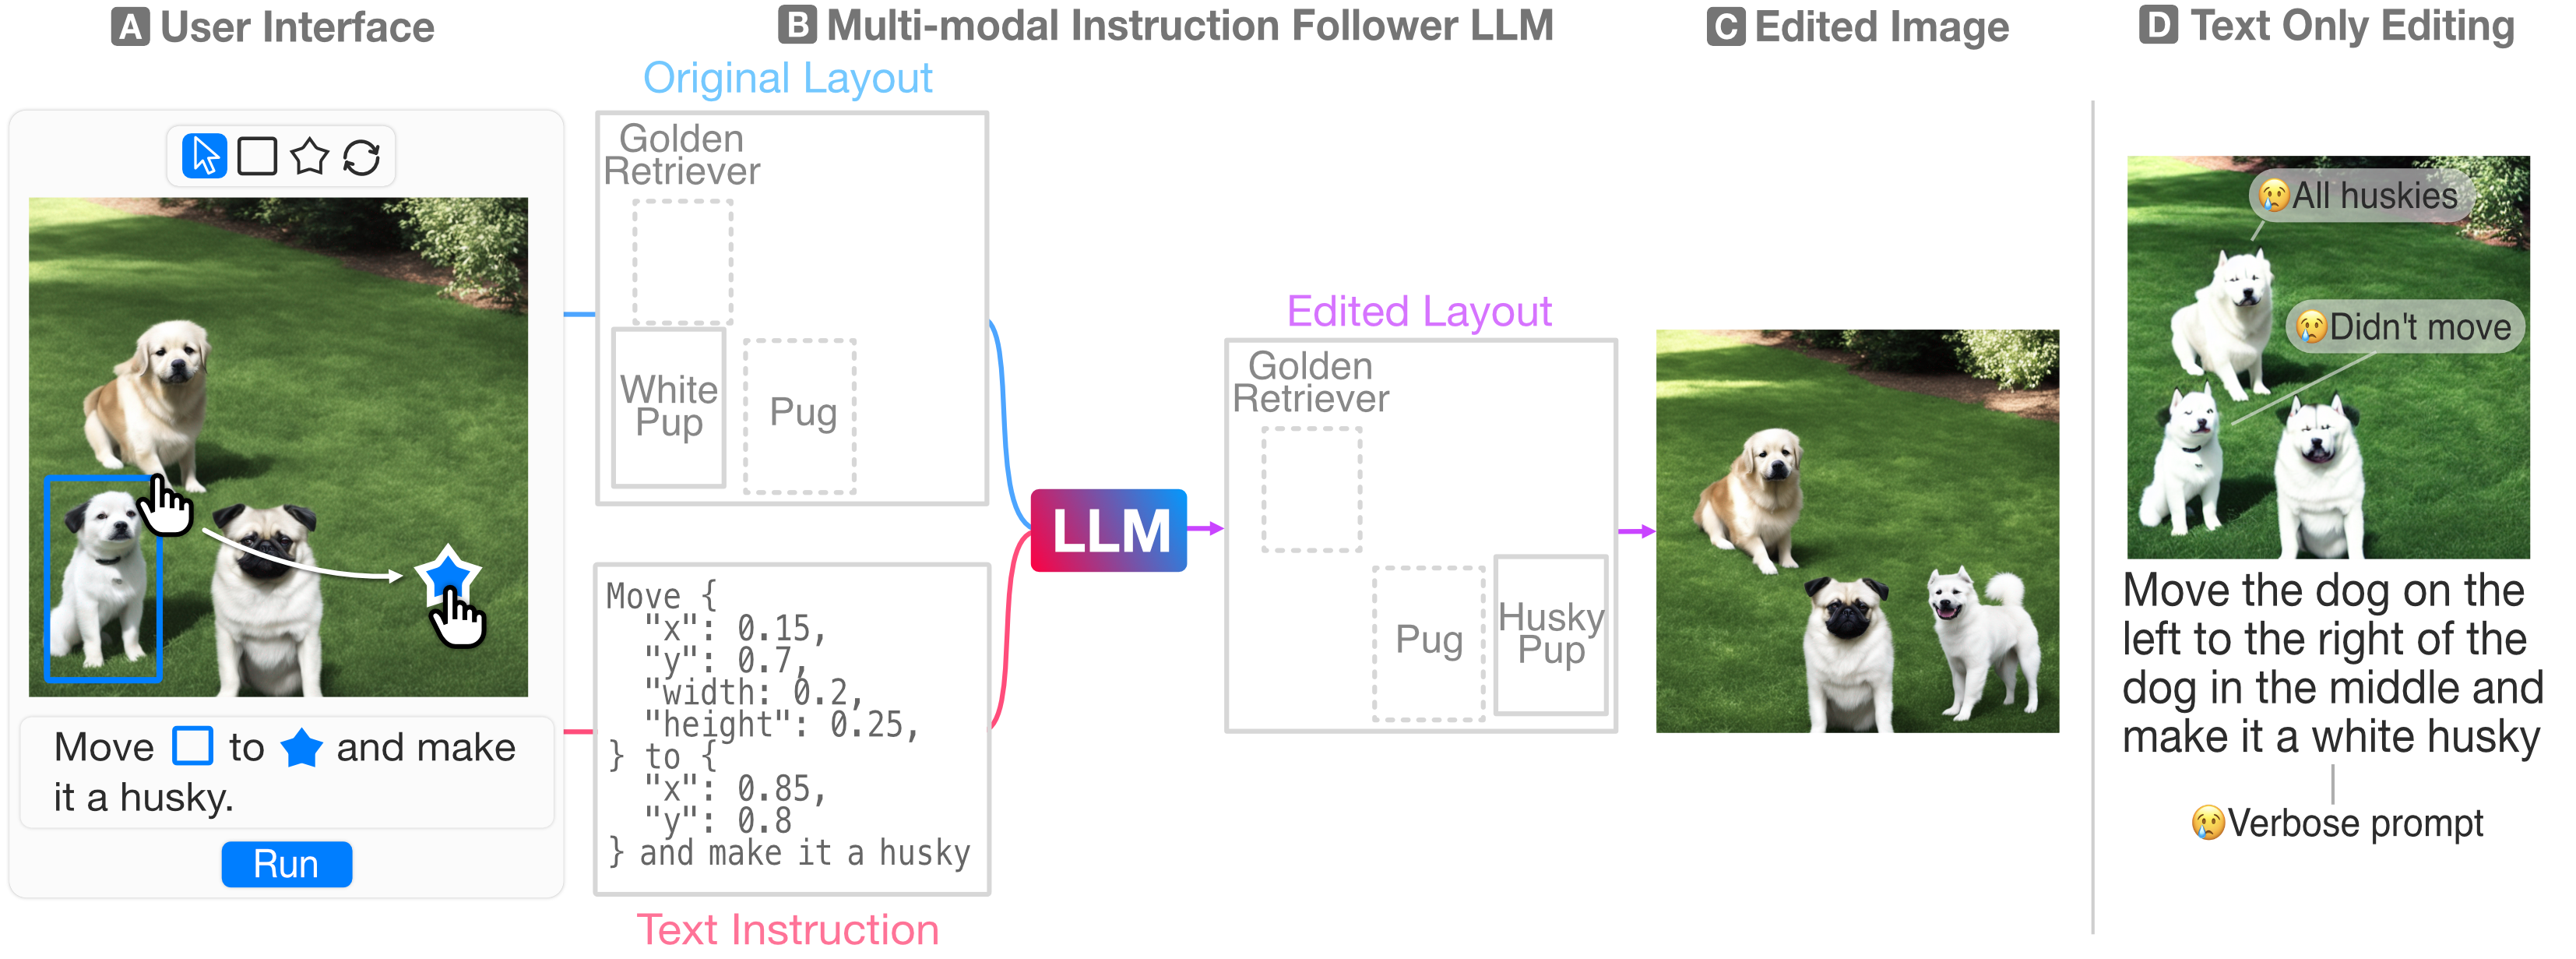 A User Interface
B Multi-modal Instruction Follower LLM
C Edited Image
D Text Only Editing
Move to and make
it a husky.
Run
Original Layout
Golden
Retriever
White
Pup
Pug
Move {
"x": 0.15,
"y": 0.7,
"width: 0.2,
"height": 0.25,
} to {
"x": 0.85,
"y": 0.8
} and make it a husky
Text Instruction
LLM
Edited Layout
Golden
Retriever
Pug
Husky
Pup
All huskies
Didn't move
Move the dog on the
left to the right of the
dog in the middle and
make it a white husky
Verbose prompt